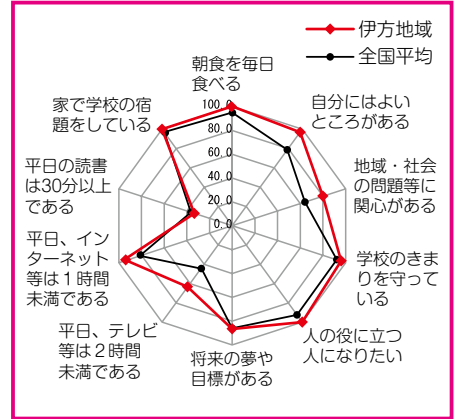 伊方地域
全国平均
朝食を毎日
食べる
自分にはよい
ところがある
地域・社会
の問題等に
関心がある
学校のきま
りを守って
いる
人の役に立つ
人になりたい
将来の夢や
目標がある
平日、テレビ
等は2時間
未満である
平日、インターネット
等は1時間
未満である
平日の読書
は30分以上
である
家で学校の宿
題をしている
100.0
80.0
60.0
40.0
20.0
0.0